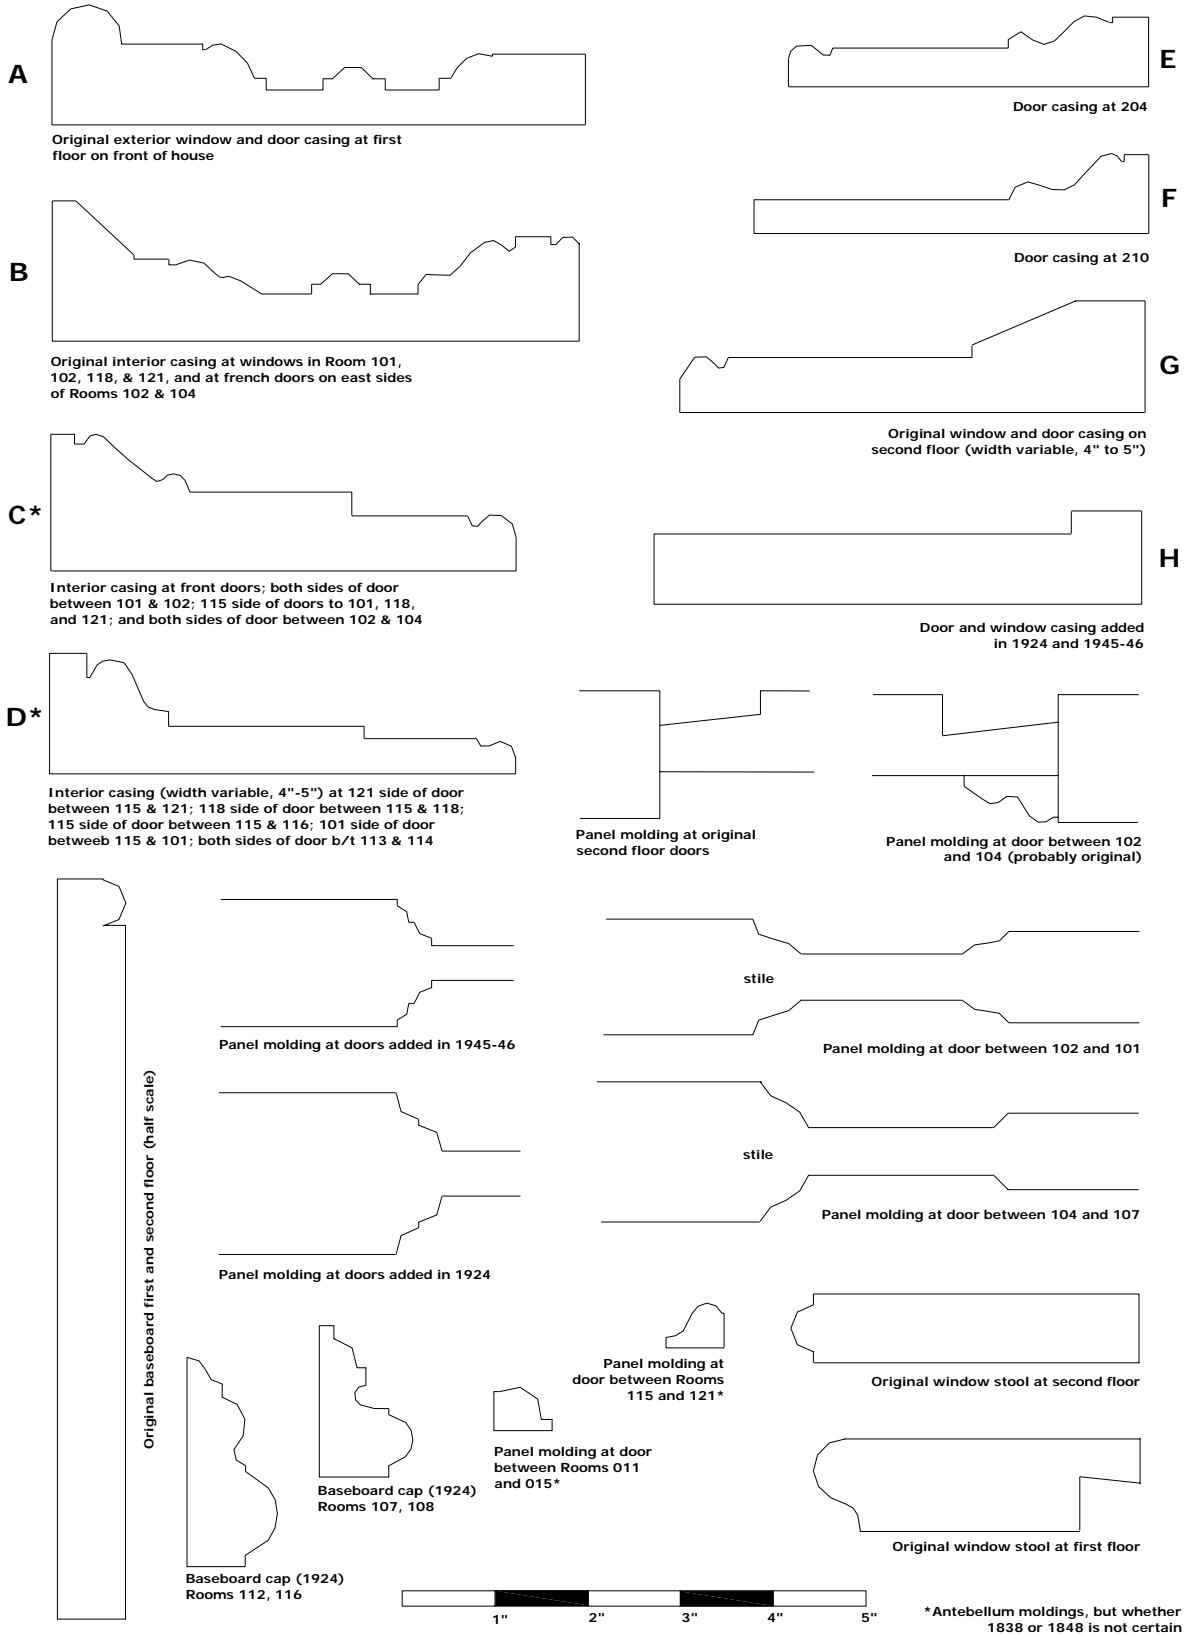 A
Original exterior window and door casing at first
floor on front of house
B
Original interior casing at windows in Room 101,
102, 118, & 121, and at french doors on east sides
of Rooms 102 & 104
C*
Interior casing at front doors; both sides of door
between 101 & 102; 115 side of doors to 101, 118,
and 121; and both sides of door between 102 & 104
D*
Interior casing (width variable, 4"-5") at 121 side of door
between 115 & 121; 118 side of door between 115 & 118;
115 side of door between 115 & 116; 101 side of door
betweeb 115 & 101; both sides of door b/t 113 & 114
E
Door casing at 204
F
Door casing at 210
G
Original window and door casing on
second floor (width variable, 4" to 5")
H
Door and window casing added
in 1924 and 1945-46
Panel molding at original
second floor doors
Panel molding at door between 102
and 104 (probably original)
Original baseboard first and second floor (half scale)
Panel molding at doors added in 1945-46
stile
Panel molding at door between 102 and 101
Panel molding at doors added in 1924
stile
Panel molding at door between 104 and 107
Baseboard cap (1924)
Rooms 112, 116
Baseboard cap (1924)
Rooms 107, 108
Panel molding at door
between Rooms 011
and 015*
Panel molding at
door between Rooms
115 and 121*
Original window stool at second floor
Original window stool at first floor
1" 2" 3" 4" 5"
*Antebellum moldings, but whether
1838 or 1848 is not certain